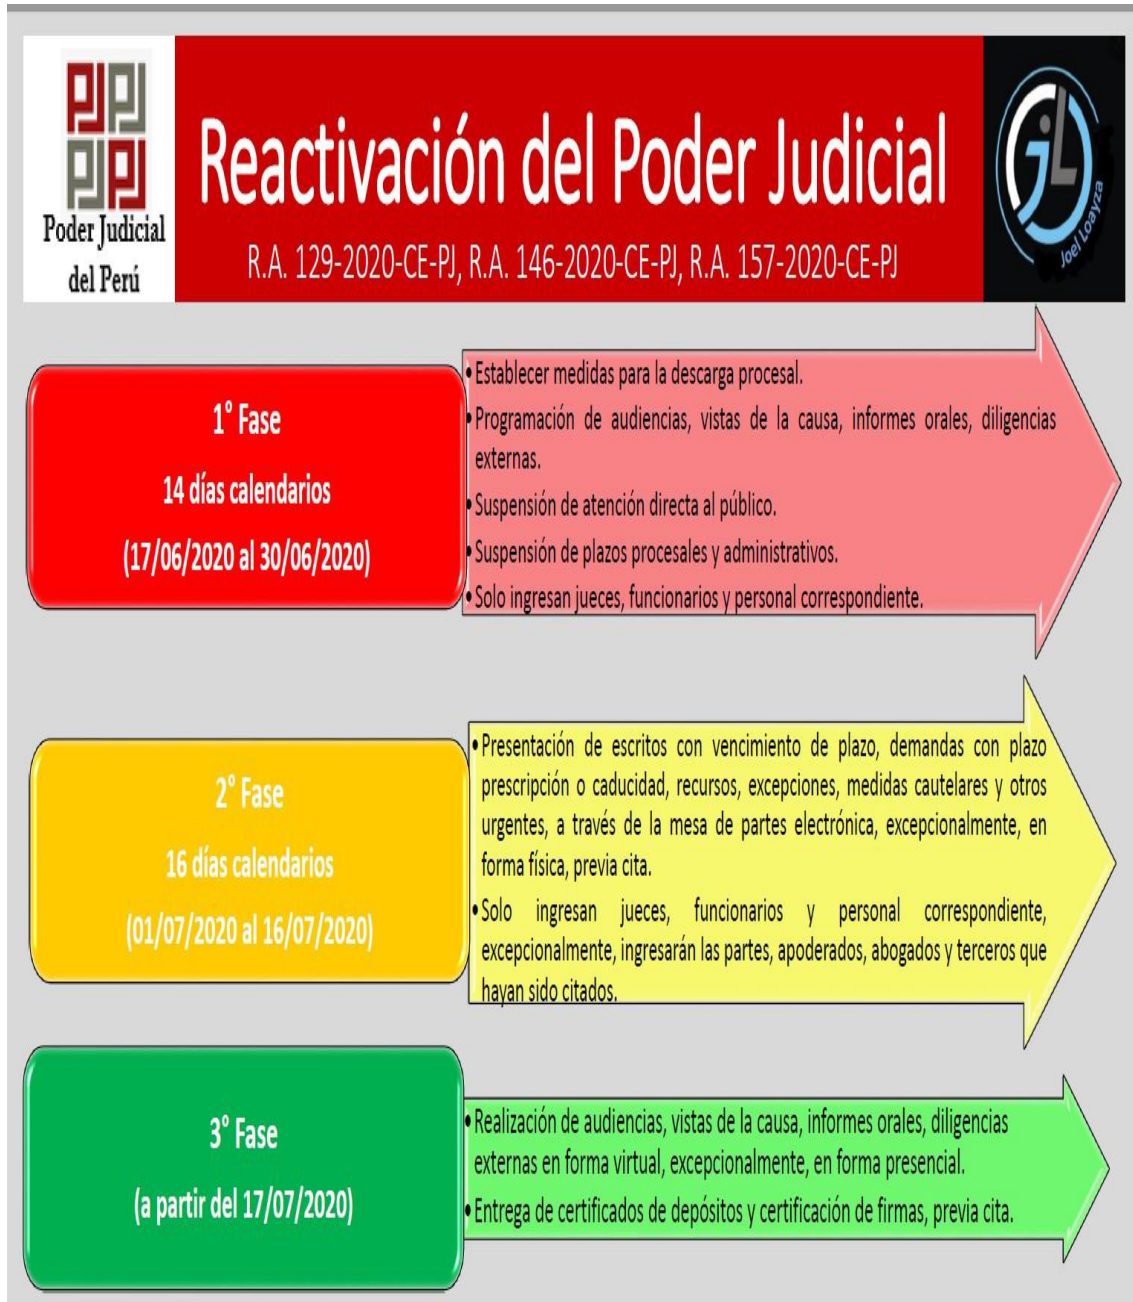 PJ PJ
PJ PJ
Poder Judicial
del Perú
Reactivación del Poder Judicial
R.A. 129-2020-CE-PJ, R.A. 146-2020-CE-PJ, R.A. 157-2020-CE-PJ
JL
Joel Loayza
1° Fase
14 días calendarios
(17/06/2020 al 30/06/2020)
•Establecer medidas para la descarga procesal.
•Programación de audiencias, vistas de la causa, informes orales, diligencias
externas.
•Suspensión de atención directa al público.
•Suspensión de plazos procesales y administrativos.
•Solo ingresan jueces, funcionarios y personal correspondiente.
2° Fase
16 días calendarios
(01/07/2020 al 16/07/2020)
•Presentación de escritos con vencimiento de plazo, demandas con plazo
prescripción o caducidad, recursos, excepciones, medidas cautelares y otros
urgentes, a través de la mesa de partes electrónica, excepcionalmente, en
forma física, previa cita.
•Solo ingresan jueces, funcionarios y personal correspondiente,
excepcionalmente, ingresarán las partes, apoderados, abogados y terceros que
hayan sido citados.
3° Fase
(a partir del 17/07/2020)
•Realización de audiencias, vistas de la causa, informes orales, diligencias
externas en forma virtual, excepcionalmente, en forma presencial.
•Entrega de certificados de depósitos y certificación de firmas, previa cita.